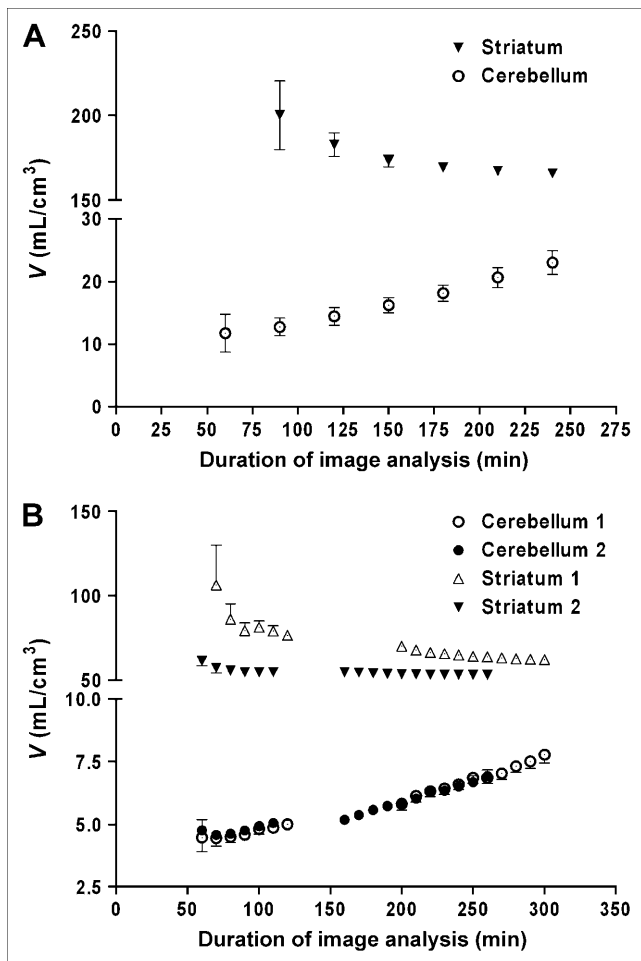 A
250
200
150
30
20
10
0
V (mL/cm³)
▼ Striatum
○ Cerebellum
0 25 50 75 100 125 150 175 200 225 250 275
Duration of image analysis (min)
B
150
100
50
10.0
7.5
5.0
2.5
V (mL/cm³)
○ Cerebellum 1
● Cerebellum 2
△ Striatum 1
▼ Striatum 2
0 50 100 150 200 250 300 350
Duration of image analysis (min)